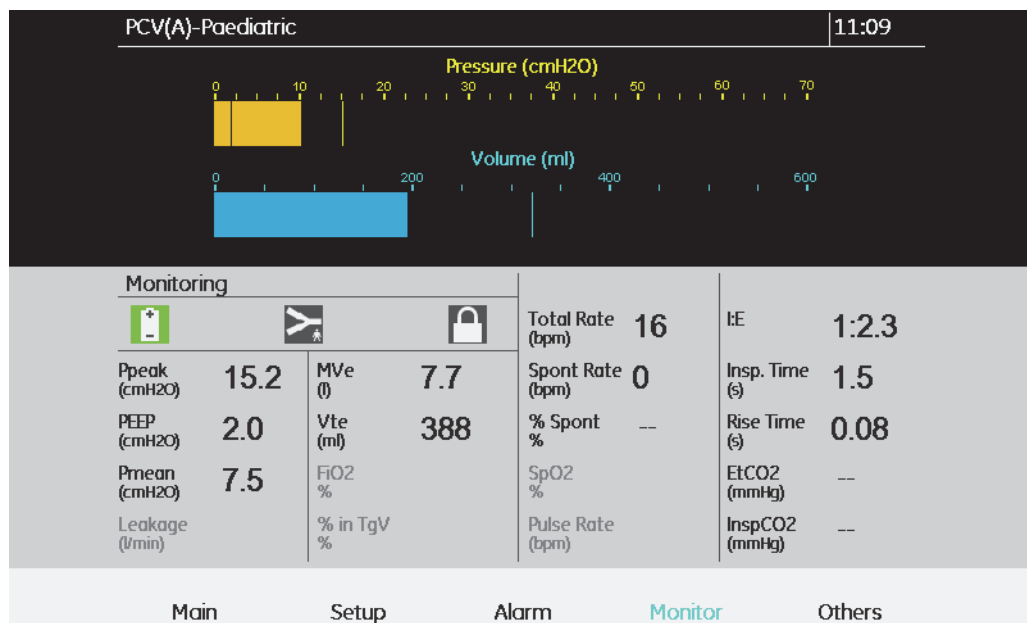 PCV(A)-Paediatric 11:09
Pressure (cmH2O)
0 10 20 30 40 50 60 70
Volume (ml)
0 200 400 600
Monitoring
Ppeak
(cmH2O)
15.2
PEEP
(cmH2O)
2.0
Pmean
(cmH2O)
7.5
Leakage
(l/min)
MVe
(l)
7.7
Vte
(ml)
388
FiO2
%
% in TgV
%
Total Rate
(bpm)
16
Spont Rate
(bpm)
0
% Spont
%
--
SpO2
%
Pulse Rate
(bpm)
I:E
1:2.3
Insp. Time
(s)
1.5
Rise Time
(s)
0.08
EtCO2
(mmHg)
--
InspCO2
(mmHg)
--
Main Setup Alarm Monitor Others